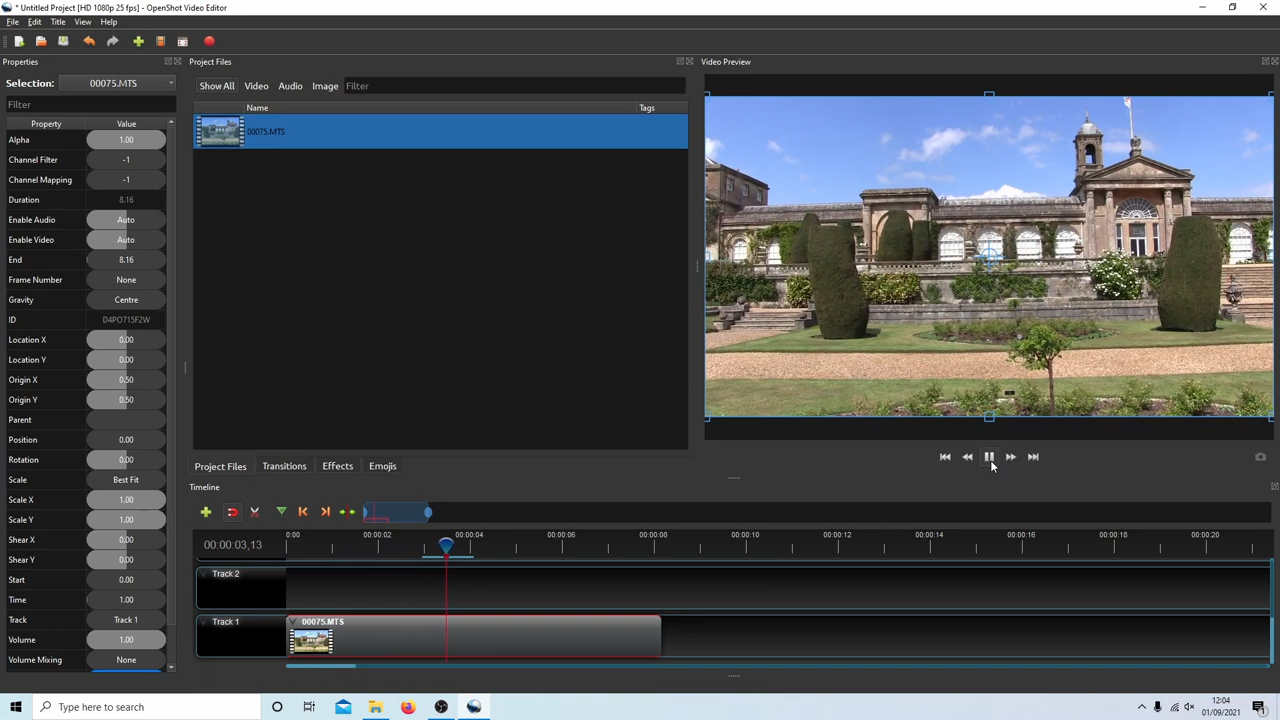 * Untitled Project [HD 1080p 25 fps] - OpenShot Video Editor
File Edit Title View Help
Properties
Project Files
Video Preview
Selection: 00075.MTS
Show All Video Audio Image Filter
Filter
Name Tags
00075.MTS
Property Value
Alpha 1.00
Channel Filter -1
Channel Mapping -1
Duration 8.16
Enable Audio Auto
Enable Video Auto
End 8.16
Frame Number None
Gravity Centre
ID D4PO715F2W
Location X 0.00
Location Y 0.00
Origin X 0.50
Origin Y 0.50
Parent
Position 0.00
Rotation 0.00
Scale Best Fit
Scale X 1.00
Scale Y 1.00
Shear X 0.00
Shear Y 0.00
Start 0.00
Time 1.00
Track Track 1
Volume 1.00
Volume Mixing None
Project Files Transitions Effects Emojis
Timeline
00:00:03,13
0:00 00:00:02 00:00:04 00:00:06 00:00:08 00:00:10 00:00:12 00:00:14 00:00:16 00:00:18 00:00:20
Track 2
Track 1
00075.MTS
Type here to search
12:04
01/09/2021
1